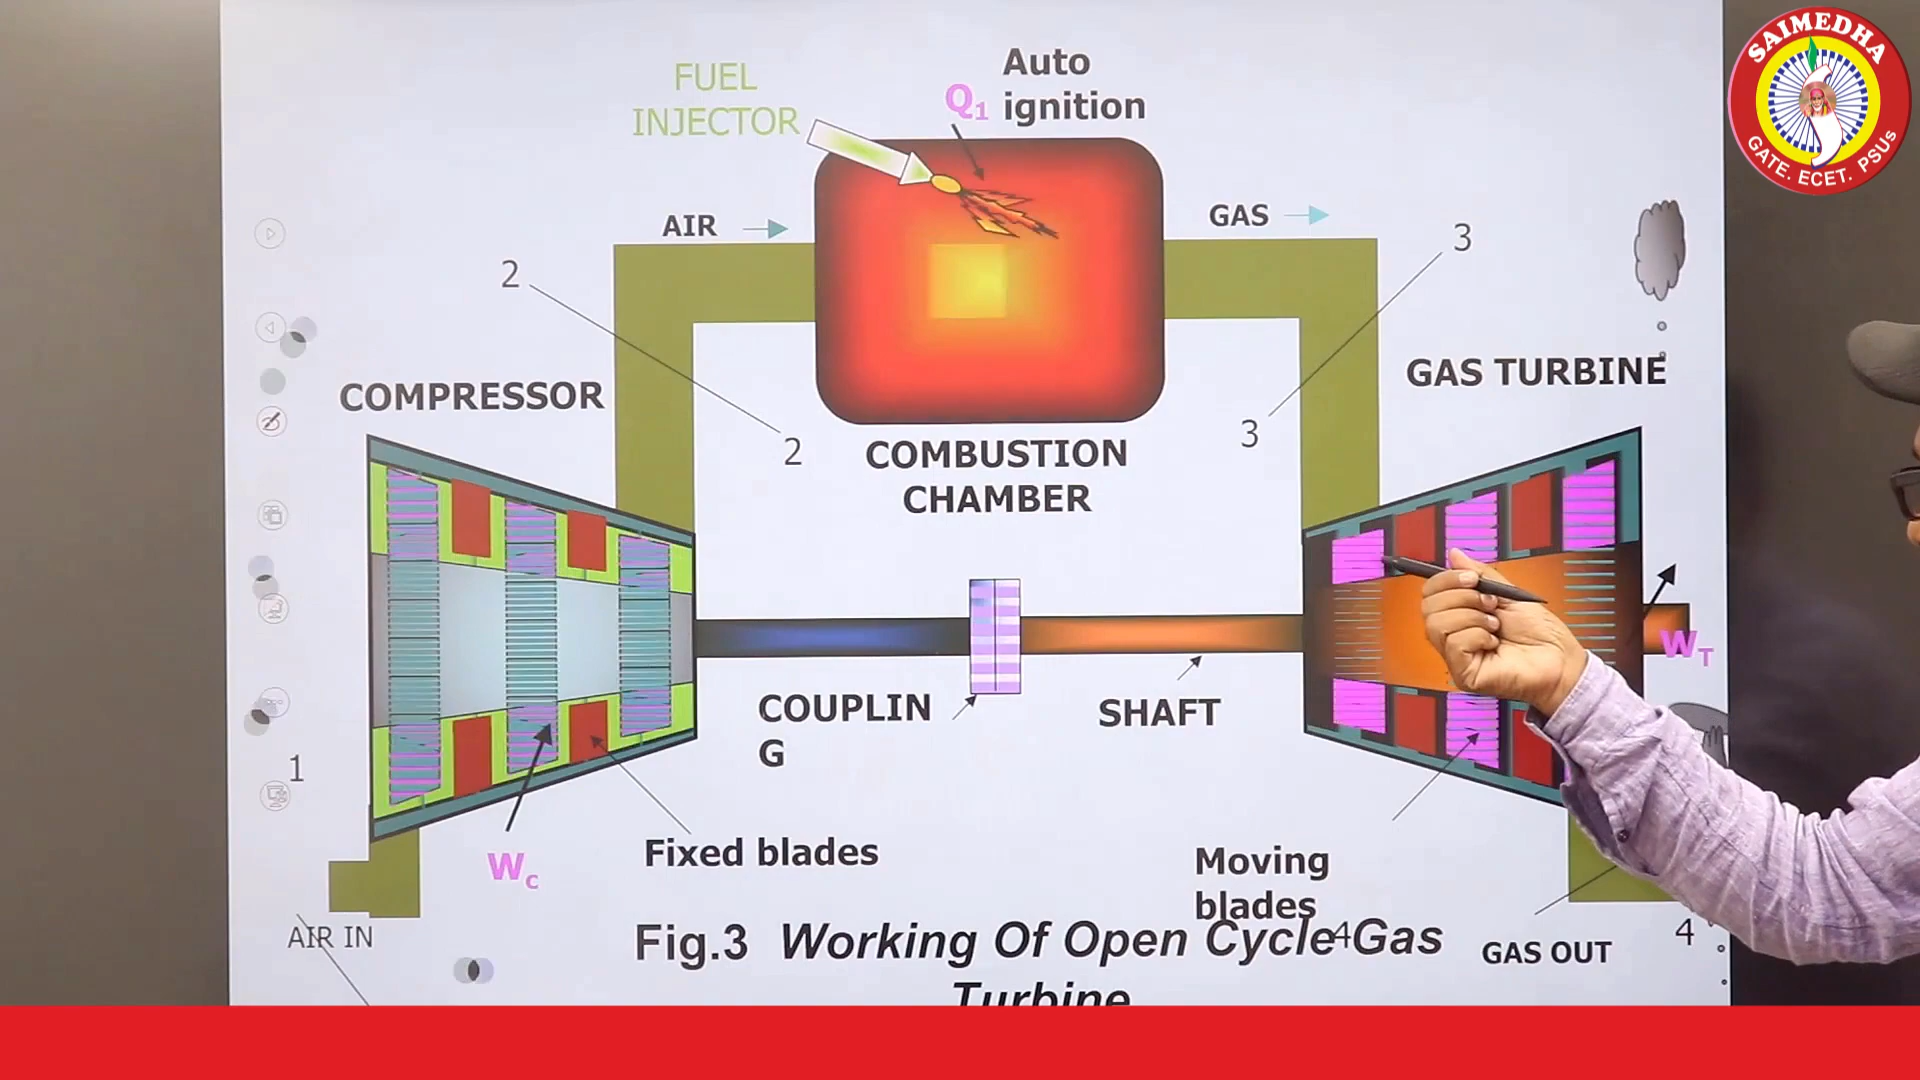 SAIMEDHA
GATE. ECET. PSUs
FUEL
INJECTOR
Q1
Auto
ignition
AIR
GAS
2
3
COMPRESSOR
GAS TURBINE
2
3
COMBUSTION
CHAMBER
COUPLIN
G
SHAFT
WT
1
Wc
Fixed blades
Moving
blades
AIR IN
Fig.3 Working Of Open Cycle Gas
Turbine
4
GAS OUT
4